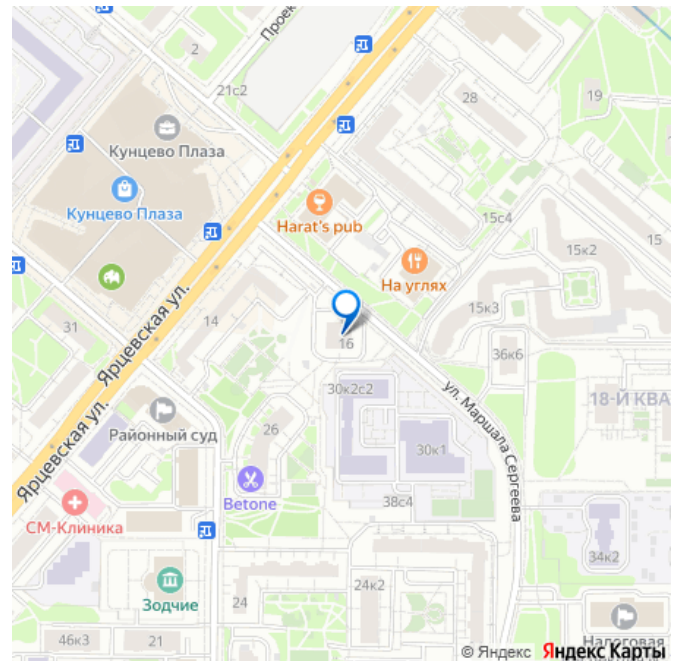 Проек
2
21с2
28
19
Кунцево Плаза
Кунцево Плаза
Harat's pub
15с4
15
15к2
На углях
Ярцевская ул.
14
15к3
31
16
36к6
30к2с2
ул. Маршала Сергеева
18-Й КВА
Ярцевская ул.
Районный суд
26
30к1
Betone
38с4
СМ-Клиника
34к2
Зодчие
24
24к2
46к3
21
Налоговая
© Яндекс Яндекс Карты